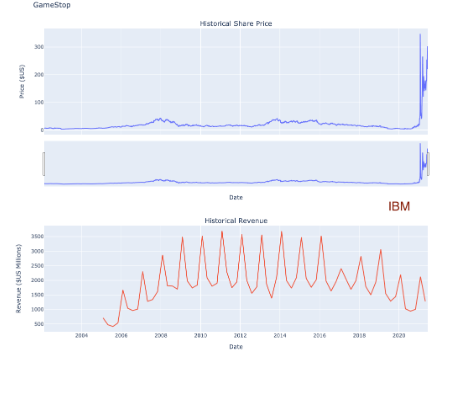 GameStop
Historical Share Price
300
200
100
0
Price ($US)
Date
IBM
Historical Revenue
3500
3000
2500
2000
1500
1000
500
Revenue ($US Millions)
2004 2006 2008 2010 2012 2014 2016 2018 2020
Date